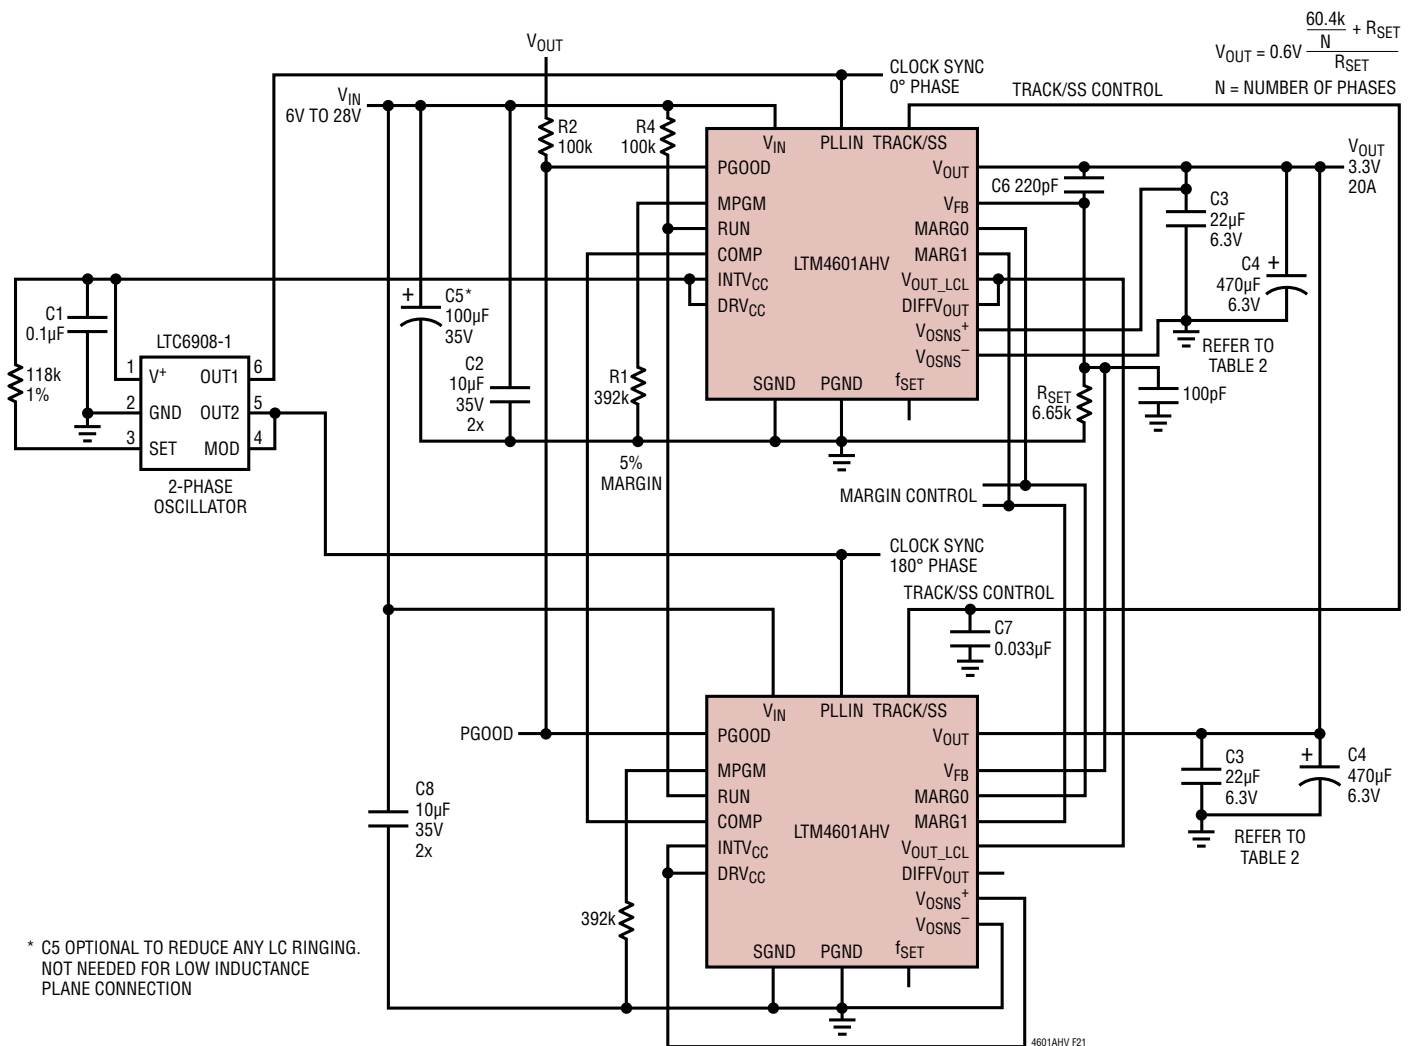 VOUT
VOUT = 0.6V (60.4k/N + RSET)/RSET
N = NUMBER OF PHASES
CLOCK SYNC
0° PHASE
TRACK/SS CONTROL
VIN
6V TO 28V
R2
100k
R4
100k
VIN
PLLIN
TRACK/SS
PGOOD
MPGM
RUN
COMP
INTVCC
DRVCC
LTM4601AHV
VOUT
VFB
MARG0
MARG1
VOUT_LCL
DIFFVOUT
VOSNS+
VOSNS–
SGND
PGND
fSET
C6 220pF
VOUT
3.3V
20A
C3
22µF
6.3V
C4
+
470µF
6.3V
REFER TO
TABLE 2
C1
0.1µF
118k
1%
LTC6908-1
1
V+
OUT1
6
2
GND
OUT2
5
3
SET
MOD
4
2-PHASE
OSCILLATOR
+
C5*
100µF
35V
C2
10µF
35V
2x
R1
392k
5%
MARGIN
RSET
6.65k
100pF
MARGIN CONTROL
CLOCK SYNC
180° PHASE
TRACK/SS CONTROL
C7
0.033µF
PGOOD
VIN
PLLIN
TRACK/SS
PGOOD
MPGM
RUN
COMP
INTVCC
DRVCC
LTM4601AHV
VOUT
VFB
MARG0
MARG1
VOUT_LCL
DIFFVOUT
VOSNS+
VOSNS–
SGND
PGND
fSET
C8
10µF
35V
2x
392k
C3
22µF
6.3V
+
C4
470µF
6.3V
REFER TO
TABLE 2
* C5 OPTIONAL TO REDUCE ANY LC RINGING.
NOT NEEDED FOR LOW INDUCTANCE
PLANE CONNECTION
4601AHV F21